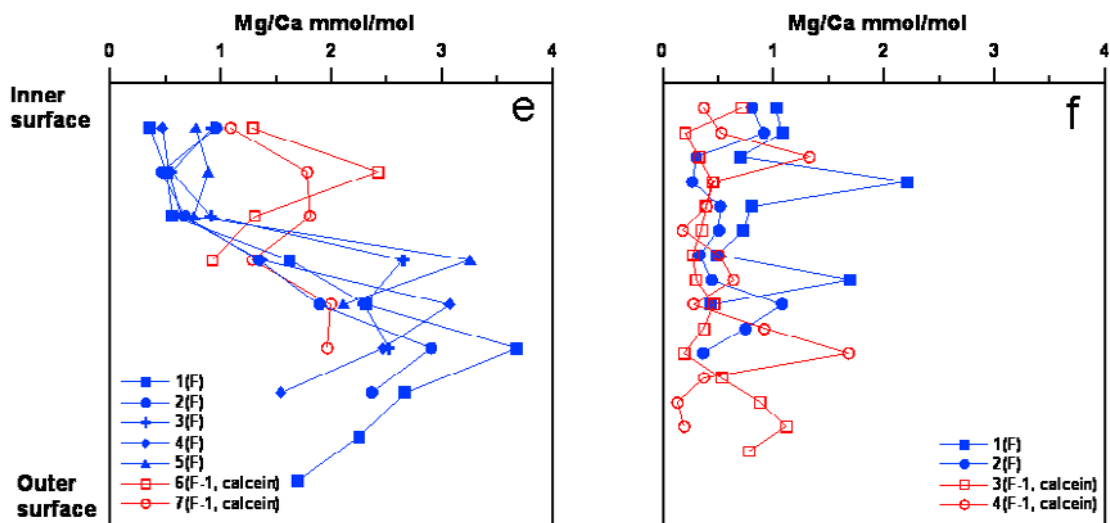 Mg/Ca mmol/mol
0 1 2 3 4
Inner
surface
e
1(F)
2(F)
3(F)
4(F)
5(F)
6(F-1, calcein)
7(F-1, calcein)
Outer
surface
Mg/Ca mmol/mol
0 1 2 3 4
f
1(F)
2(F)
3(F-1, calcein)
4(F-1, calcein)